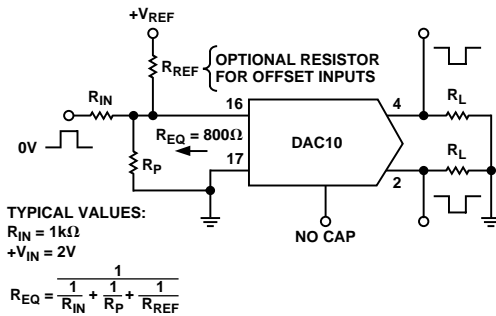 +VREF
RREF
OPTIONAL RESISTOR
FOR OFFSET INPUTS
RIN
0V
RP
REQ = 800Ω
16
17
DAC10
4
2
RL
RL
NO CAP
TYPICAL VALUES:
RIN = 1kΩ
+VIN = 2V
REQ = 1 / (1/RIN + 1/RP + 1/RREF)